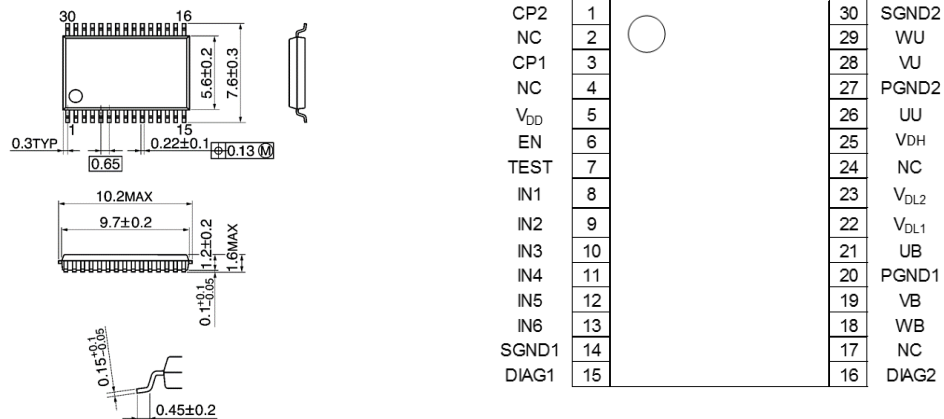 30 16
5.6±0.2
7.6±0.3
1 15
0.3TYP
0.22±0.1
0.13 Ⓜ
0.65
10.2MAX
9.7±0.2
1.2±0.2
1.6MAX
0.1+0.1-0.05
0.15+0.1-0.05
0.45±0.2
CP2 1 30 SGND2
NC 2 29 WU
CP1 3 28 VU
NC 4 27 PGND2
VDD 5 26 UU
EN 6 25 VDH
TEST 7 24 NC
IN1 8 23 VDL2
IN2 9 22 VDL1
IN3 10 21 UB
IN4 11 20 PGND1
IN5 12 19 VB
IN6 13 18 WB
SGND1 14 17 NC
DIAG1 15 16 DIAG2